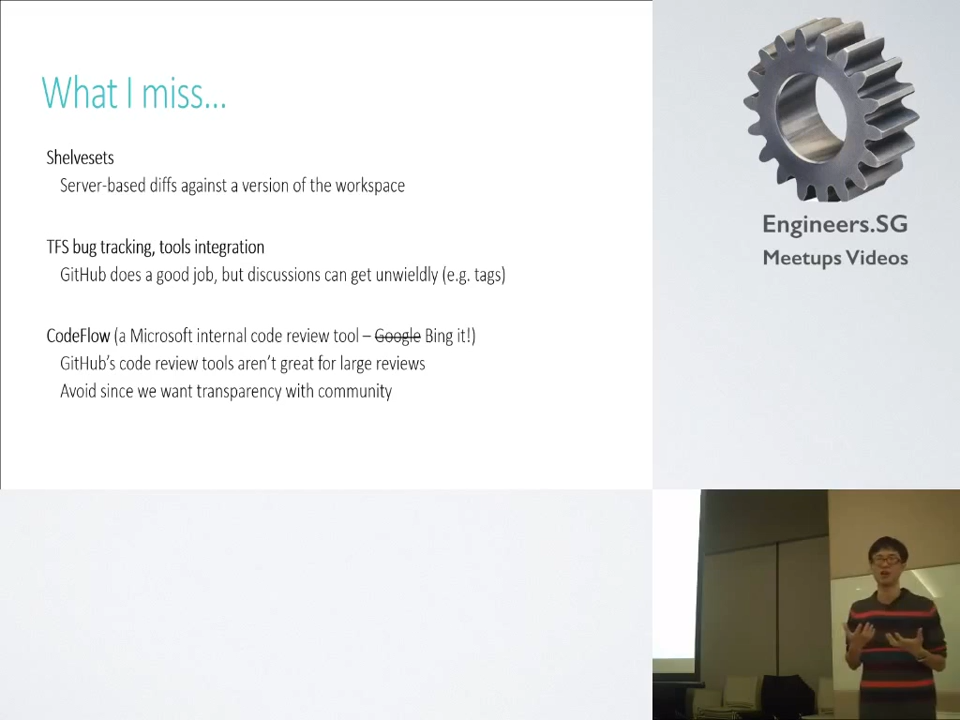 What I miss...
Shelvesets
Server-based diffs against a version of the workspace
TFS bug tracking, tools integration
GitHub does a good job, but discussions can get unwieldly (e.g. tags)
CodeFlow (a Microsoft internal code review tool – Google Bing it!)
GitHub's code review tools aren't great for large reviews
Avoid since we want transparency with community
Engineers.SG
Meetups Videos